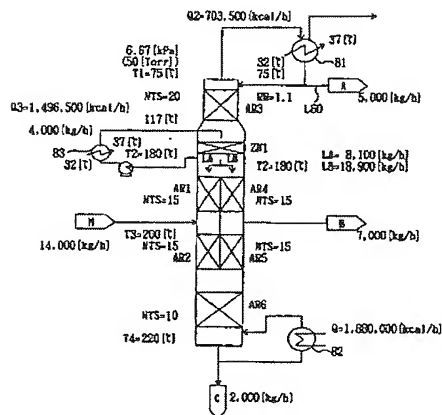 Q2=703,500[kcal/h]
6.67[kPa]
(50[Torr])
T1=75[℃]
37[℃]
32[℃]
75[℃]
81
NTS=20
AR3
RR=1.1
A
5,000[kg/h]
L60
Q3=1,496,500[kcal/h]
4,000[kg/h]
117[℃]
37[℃]
83
32[℃]
T2=180[℃]
ZN1
LA LB
T2=180[℃]
LA= 8,100[kg/h]
LB=18,900[kg/h]
AR1
AR4
NTS=15
NTS=15
M
14,000[kg/h]
T3=200[℃]
B
7,000[kg/h]
NTS=15
NTS=15
AR2
AR5
NTS=10
AR6
Q=1,880,000[kcal/h]
82
T4=220[℃]
C
2,000[kg/h]